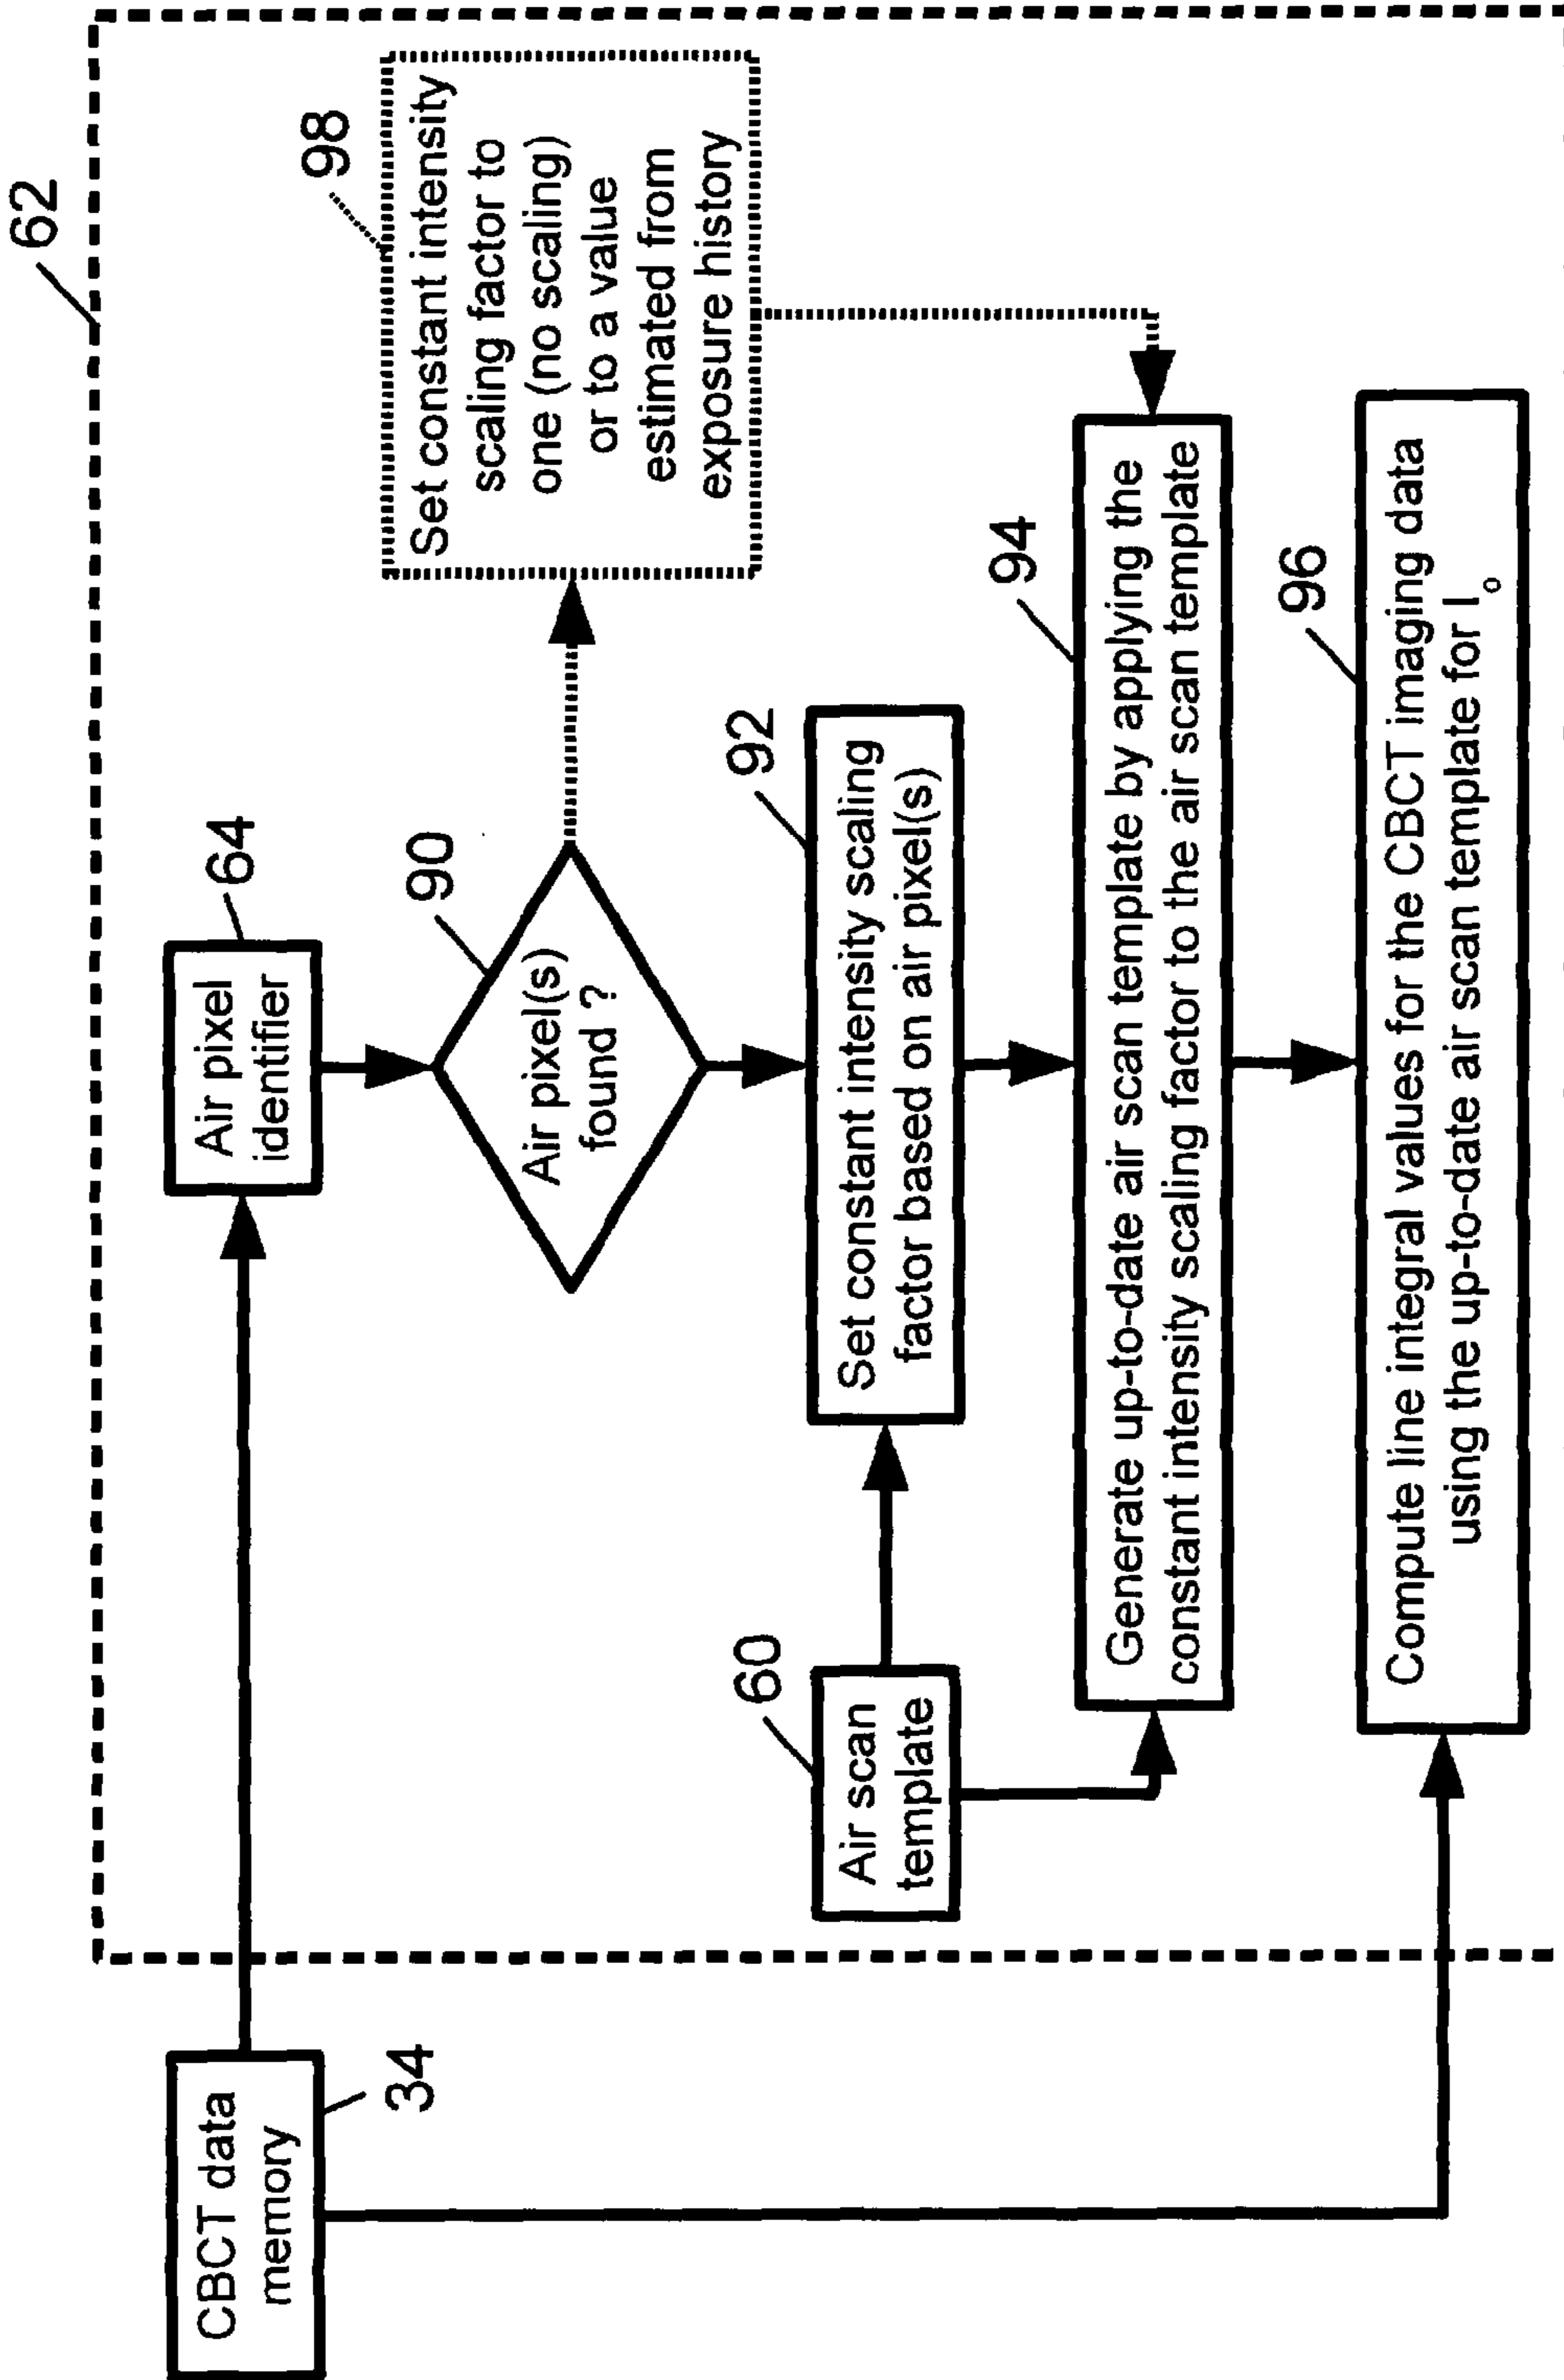 62
CBCT data
memory
34
Air pixel
identifier
64
Air pixel(s)
found ?
90
Set constant intensity
scaling factor to
one (no scaling)
or to a value
estimated from
exposure history
98
Air scan
template
60
Set constant intensity scaling
factor based on air pixel(s)
92
Generate up-to-date air scan template by applying the
constant intensity scaling factor to the air scan template
94
Compute line integral values for the CBCT imaging data
using the up-to-date air scan template for Io
96